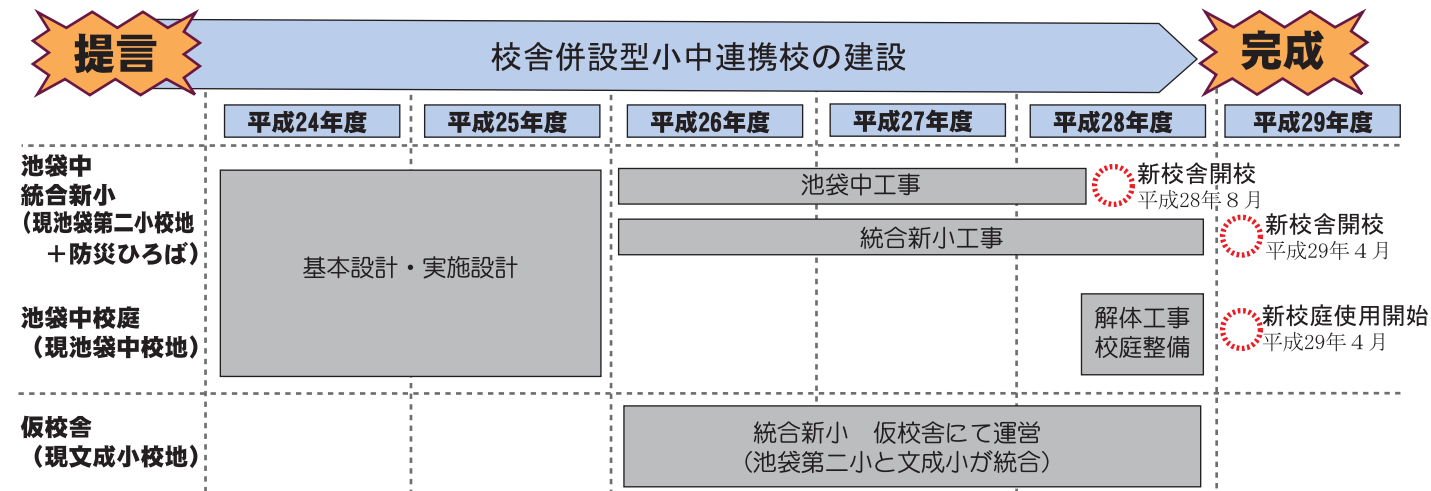 提言
校舎併設型小中連携校の建設
完成
平成24年度
平成25年度
平成26年度
平成27年度
平成28年度
平成29年度
池袋中
統合新小
(現池袋第二小校地
+防災ひろば)
基本設計・実施設計
池袋中工事
新校舎開校
平成28年8月
統合新小工事
新校舎開校
平成29年4月
池袋中校庭
(現池袋中校地)
解体工事
校庭整備
新校庭使用開始
平成29年4月
仮校舎
(現文成小校地)
統合新小 仮校舎にて運営
(池袋第二小と文成小が統合)